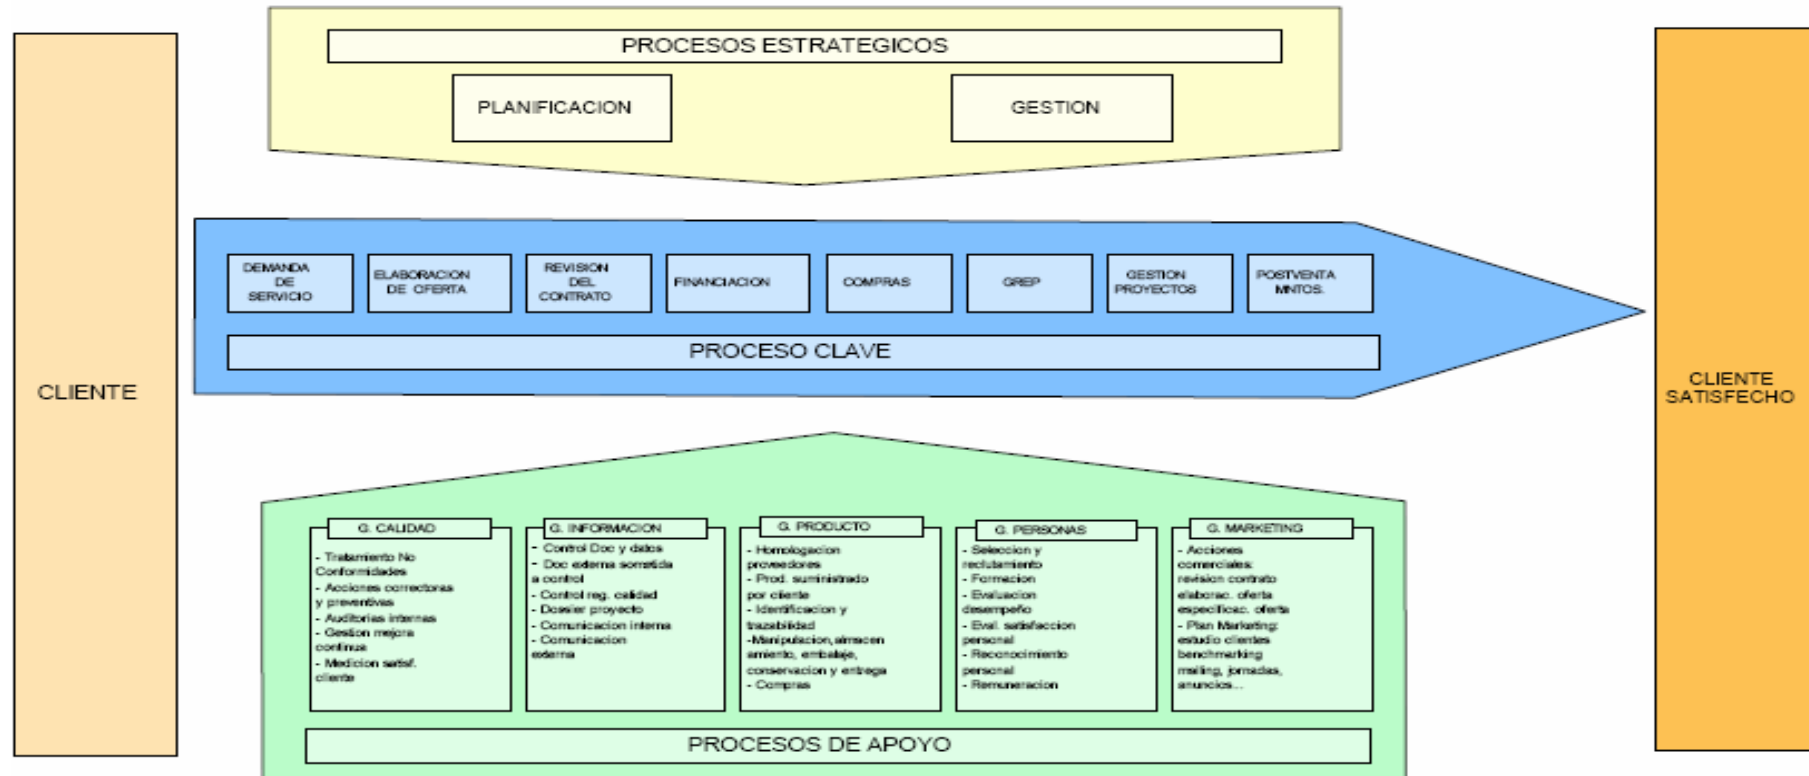 PROCESOS ESTRATEGICOS
PLANIFICACION
GESTION
CLIENTE
DEMANDA
DE
SERVICIO
ELABORACION
DE OFERTA
REVISION
DEL
CONTRATO
FINANCIACION
COMPRAS
GREP
GESTION
PROYECTOS
POSTVENTA
MNTOS.
PROCESO CLAVE
CLIENTE
SATISFECHO
G. CALIDAD
- Tratamiento No
Conformidades
- Acciones correctoras
y preventivas
- Auditorias internas
- Gestion mejora
continua
- Medicion satisf.
cliente
G. INFORMACION
- Control Doc y datos
- Doc externa sometida
a control
- Control reg. calidad
- Dossier proyecto
- Comunicacion interna
- Comunicacion
externa
G. PRODUCTO
- Homologacion
proveedores
- Prod. suministrado
por cliente
- Identificacion y
trazabilidad
-Manipulacion,almacen
amiento, embalaje,
conservacion y entrega
- Compras
G. PERSONAS
- Seleccion y
reclutamiento
- Formacion
- Evaluacion
desempeño
- Eval. satisfaccion
personal
- Reconocimiento
personal
- Remuneracion
G. MARKETING
- Acciones
comerciales:
revision contrato
elaborac. oferta
especificac. oferta
- Plan Marketing:
estudio clientes
benchmarking
mailing, jornadas,
anuncios...
PROCESOS DE APOYO